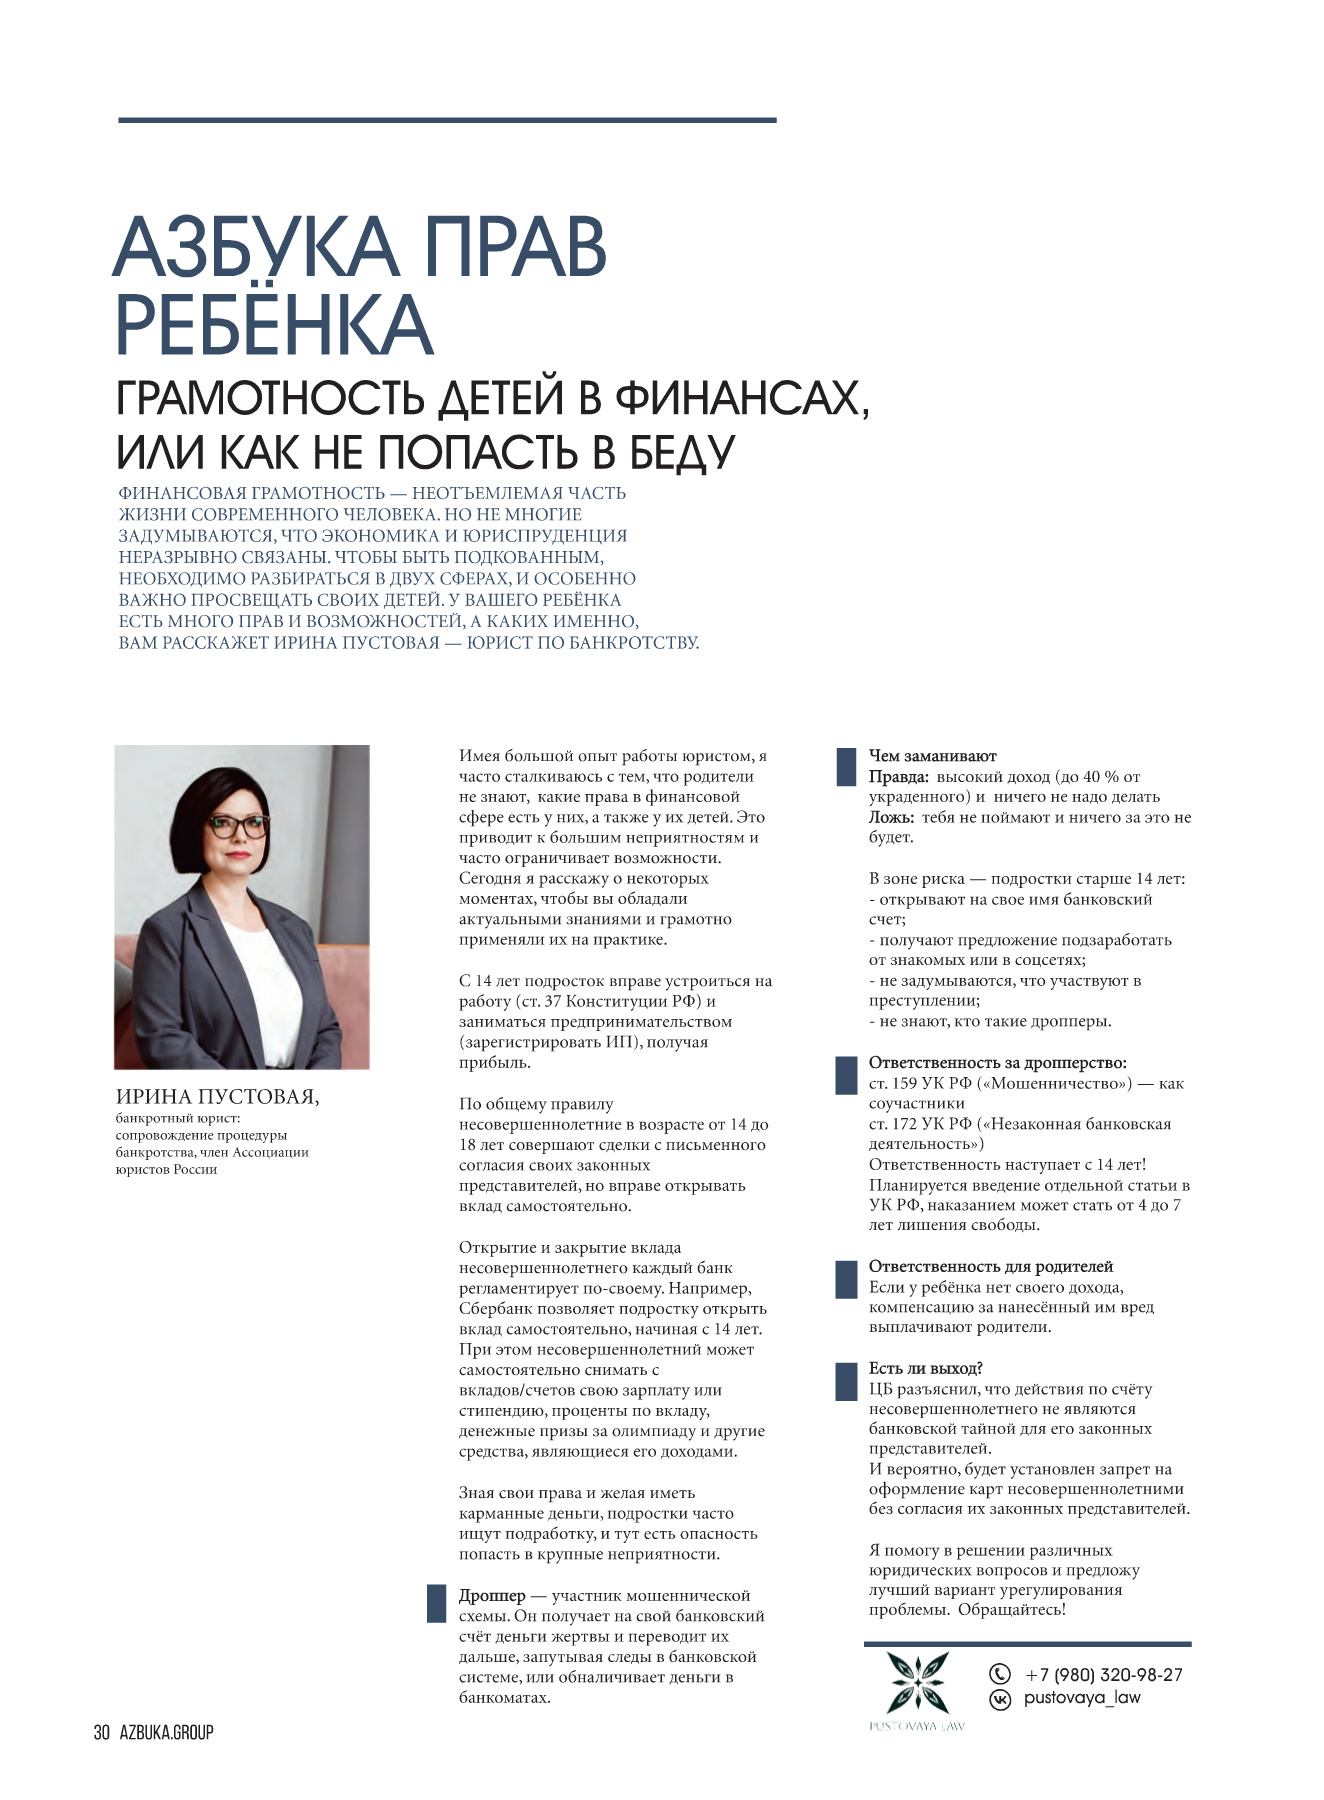 АЗБУКА ПРАВ
РЕБЁНКА
ГРАМОТНОСТЬ ДЕТЕЙ В ФИНАНСАХ,
ИЛИ КАК НЕ ПОПАСТЬ В БЕДУ
ФИНАНСОВАЯ ГРАМОТНОСТЬ — НЕОТЪЕМЛЕМАЯ ЧАСТЬ
ЖИЗНИ СОВРЕМЕННОГО ЧЕЛОВЕКА. НО НЕ МНОГИЕ
ЗАДУМЫВАЮТСЯ, ЧТО ЭКОНОМИКА И ЮРИСПРУДЕНЦИЯ
НЕРАЗРЫВНО СВЯЗАНЫ. ЧТОБЫ БЫТЬ ПОДКОВАННЫМ,
НЕОБХОДИМО РАЗБИРАТЬСЯ В ДВУХ СФЕРАХ, И ОСОБЕННО
ВАЖНО ПРОСВЕЩАТЬ СВОИХ ДЕТЕЙ. У ВАШЕГО РЕБЁНКА
ЕСТЬ МНОГО ПРАВ И ВОЗМОЖНОСТЕЙ, А КАКИХ ИМЕННО,
ВАМ РАССКАЖЕТ ИРИНА ПУСТОВАЯ — ЮРИСТ ПО БАНКРОТСТВУ.
ИРИНА ПУСТОВАЯ,
банкротный юрист:
сопровождение процедуры
банкротства, член Ассоциации
юристов России
Имея большой опыт работы юристом, я
часто сталкиваюсь с тем, что родители
не знают, какие права в финансовой
сфере есть у них, а также у их детей. Это
приводит к большим неприятностям и
часто ограничивает возможности.
Сегодня я расскажу о некоторых
моментах, чтобы вы обладали
актуальными знаниями и грамотно
применяли их на практике.
С 14 лет подросток вправе устроиться на
работу (ст. 37 Конституции РФ) и
заниматься предпринимательством
(зарегистрировать ИП), получая
прибыль.
По общему правилу
несовершеннолетние в возрасте от 14 до
18 лет совершают сделки с письменного
согласия своих законных
представителей, но вправе открывать
вклад самостоятельно.
Открытие и закрытие вклада
несовершеннолетнего каждый банк
регламентирует по-своему. Например,
Сбербанк позволяет подростку открыть
вклад самостоятельно, начиная с 14 лет.
При этом несовершеннолетний может
самостоятельно снимать с
вкладов/счетов свою зарплату или
стипендию, проценты по вкладу,
денежные призы за олимпиаду и другие
средства, являющиеся его доходами.
Зная свои права и желая иметь
карманные деньги, подростки часто
ищут подработку, и тут есть опасность
попасть в крупные неприятности.
Дроппер — участник мошеннической
схемы. Он получает на свой банковский
счёт деньги жертвы и переводит их
дальше, запутывая следы в банковской
системе, или обналичивает деньги в
банкоматах.
Чем заманивают
Правда: высокий доход (до 40 % от
украденного) и ничего не надо делать
Ложь: тебя не поймают и ничего за это не
будет.
В зоне риска — подростки старше 14 лет:
- открывают на свое имя банковский
счет;
- получают предложение подзаработать
от знакомых или в соцсетях;
- не задумываются, что участвуют в
преступлении;
- не знают, кто такие дропперы.
Ответственность за дропперство:
ст. 159 УК РФ («Мошенничество») — как
соучастники
ст. 172 УК РФ («Незаконная банковская
деятельность»)
Ответственность наступает с 14 лет!
Планируется введение отдельной статьи в
УК РФ, наказанием может стать от 4 до 7
лет лишения свободы.
Ответственность для родителей
Если у ребёнка нет своего дохода,
компенсацию за нанесённый им вред
выплачивают родители.
Есть ли выход?
ЦБ разъяснил, что действия по счёту
несовершеннолетнего не являются
банковской тайной для его законных
представителей.
И вероятно, будет установлен запрет на
оформление карт несовершеннолетними
без согласия их законных представителей.
Я помогу в решении различных
юридических вопросов и предложу
лучший вариант урегулирования
проблемы. Обращайтесь!
PUSTOVAYA LAW
+7 (980) 320-98-27
pustovaya_law
30 AZBUKA.GROUP